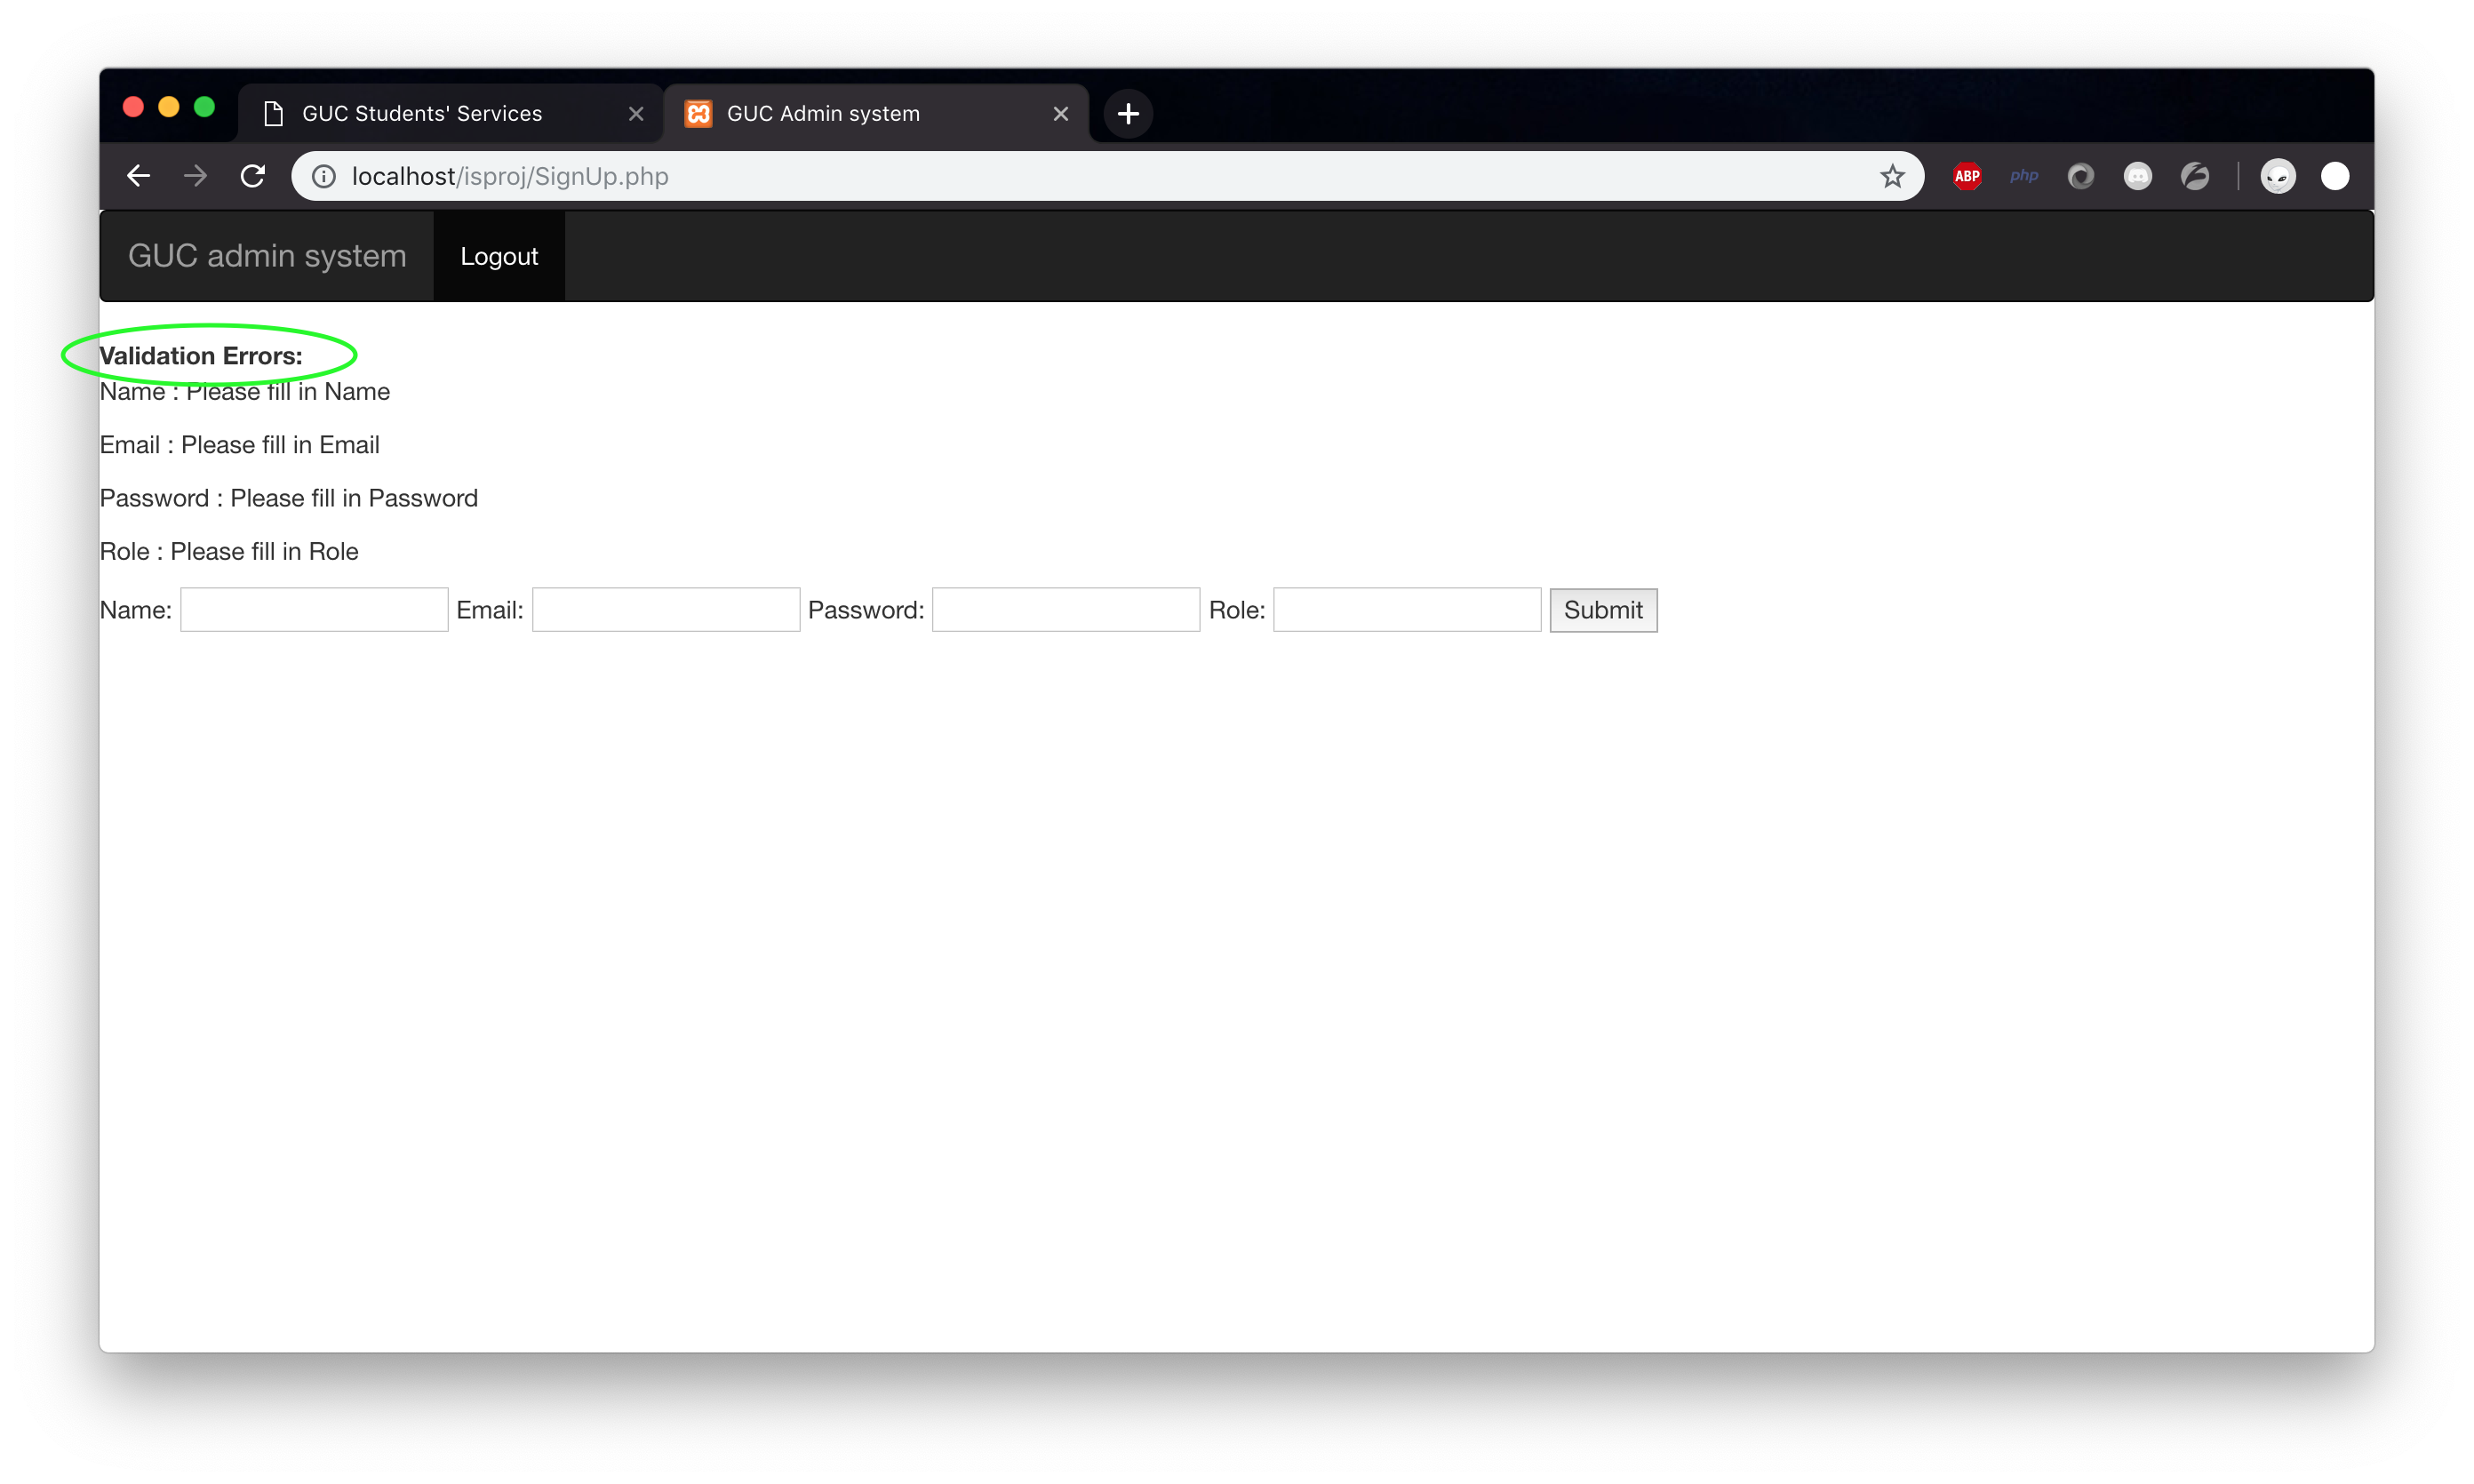 GUC Students' Services GUC Admin system
localhost/isproj/SignUp.php ABP php
GUC admin system Logout
Validation Errors:
Name : Please fill in Name
Email : Please fill in Email
Password : Please fill in Password
Role : Please fill in Role
Name: Email: Password: Role: Submit